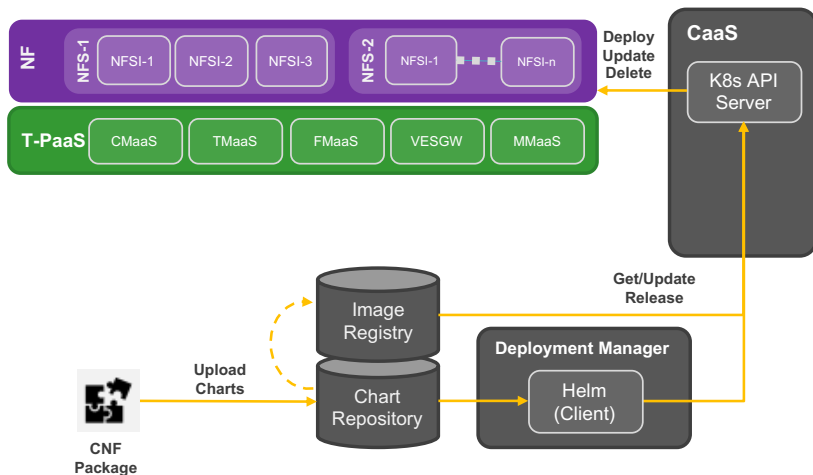 NF
NFS-1
NFSI-1
NFSI-2
NFSI-3
NFS-2
NFSI-1
NFSI-n
Deploy
Update
Delete
CaaS
K8s API
Server
T-PaaS
CMaaS
TMaaS
FMaaS
VESGW
MMaaS
Get/Update
Release
Image
Registry
Deployment Manager
Upload
Charts
Chart
Repository
Helm
(Client)
CNF
Package